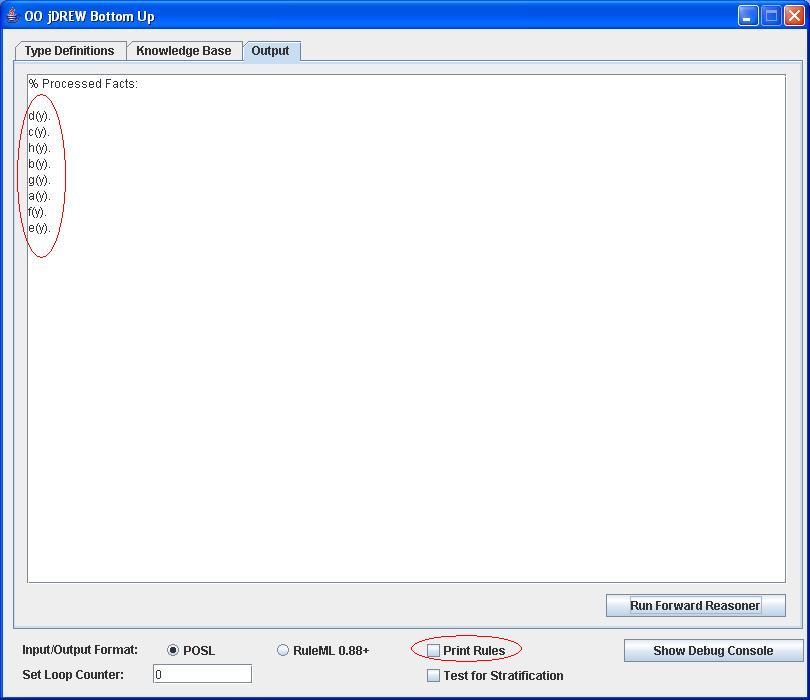 OO jDREW Bottom Up
Type Definitions Knowledge Base Output
% Processed Facts:
d(y).
c(y).
h(y).
b(y).
g(y).
a(y).
f(y).
e(y).
Run Forward Reasoner
Input/Output Format: POSL RuleML 0.88+ Print Rules Show Debug Console
Set Loop Counter: 0 Test for Stratification